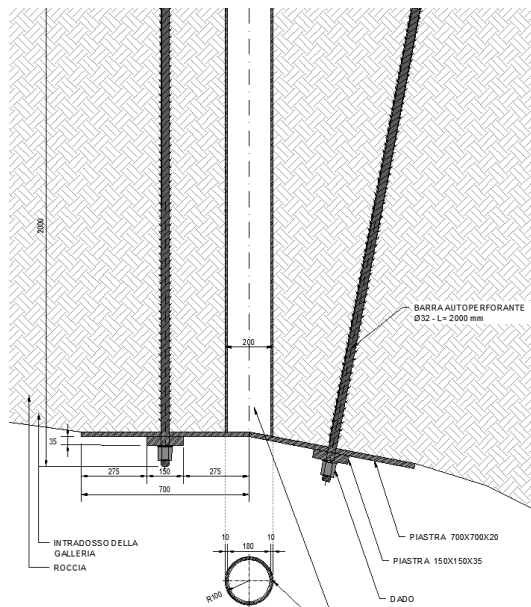 2000
BARRA AUTOPERFORANTE
Ø32 - L= 2000 mm
200
35
275
150
275
700
PIASTRA 700X700X20
INTRADOSSO DELLA
GALLERIA
ROCCIA
10
180
10
PIASTRA 150X150X35
R100
DADO